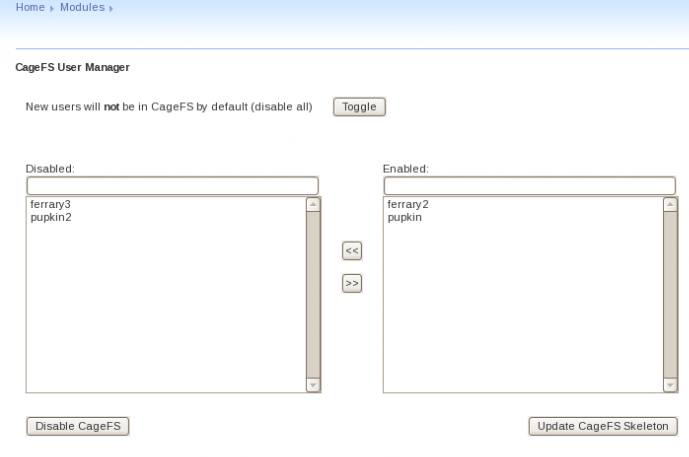 Home › Modules ›
CageFS User Manager
New users will not be in CageFS by default (disable all) Toggle
Disabled: Enabled:
ferrary3 ferrary2
pupkin2 pupkin
<<
>>
Disable CageFS Update CageFS Skeleton